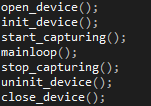 open_device();
init_device();
start_capturing();
mainloop();
stop_capturing();
uninit_device();
close_device();